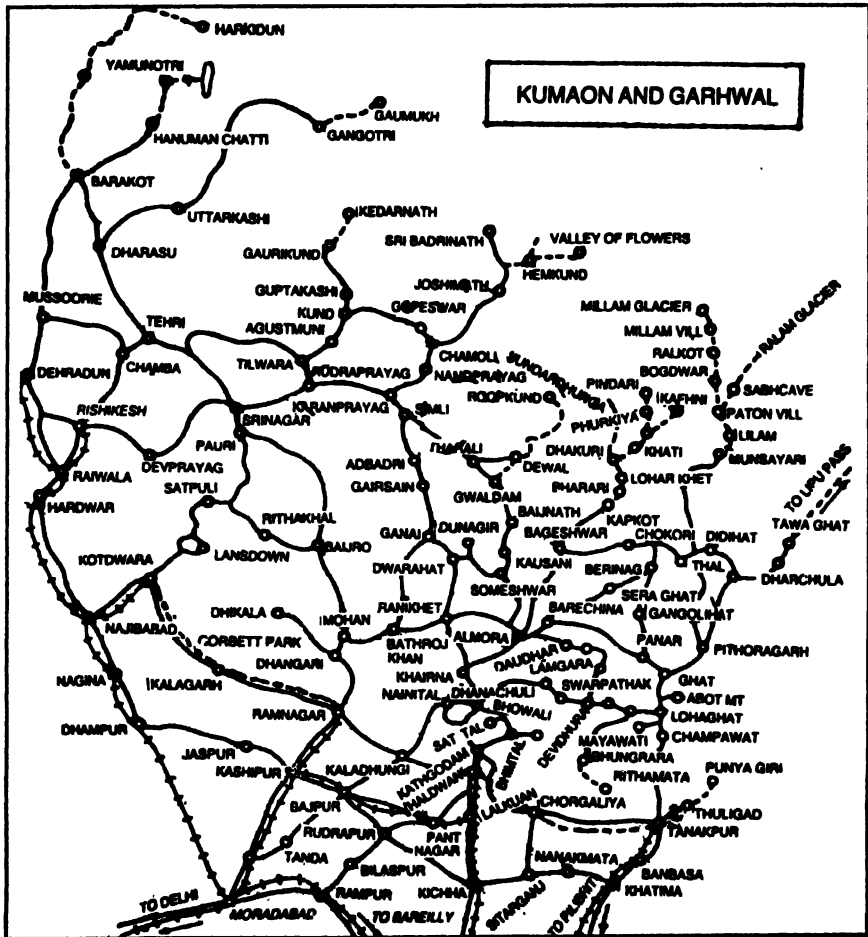 KUMAON AND GARHWAL
HARKIDUN
YAMUNOTRI
GAUMUKH
HANUMAN CHATTI
GANGOTRI
BARAKOT
UTTARKASHI
KEDARNATH
SRI BADRINATH
VALLEY OF FLOWERS
DHARASU
GAURIKUND
HEMKUND
GUPTAKASHI
JOSHIMATH
MUSSOORIE
KUND
GOPESWAR
MILLAM GLACIER
RALAM GLACIER
TEHRI
AGUSTMUNI
MILLAM VILL
CHAMBA
TILWARA
RUDRAPRAYAG
CHAMOLI
SUNDARDHUNGA
RALKOT
DEHRADUN
NANDPRAYAG
PINDARI
BOGDWAR
ROOPKUND
IKAFHNI
SABHCAVE
RISHIKESH
SRINAGAR
KARANPRAYAG
SIMLI
PHURKIYA
PATON VILL
PAURI
THARALI
DHAKURI
KHATI
LILAM
DEVPRAYAG
ADBADRI
DEWAL
MUNSAYARI
RAIWALA
SATPULI
GAIRSAIN
GWALDAM
LOHAR KHET
TO LIPU PASS
HARDWAR
PHARARI
RITHAKHAL
BAIJNATH
KAPKOT
TAWA GHAT
GANAI
DUNAGIR
BAGESHWAR
CHOKORI
DIDIHAT
KOTDWARA
LANSDOWN
BAIJRO
KAUSANI
DWARAHAT
BERINAG
THAL
DHARCHULA
SOMESHWAR
SERA GHAT
DHIKALA
MOHAN
RANIKHET
BARECHINA
GANGOLIHAT
NAJIBABAD
CORBETT PARK
BATHROJ
KHAN
ALMORA
PANAR
PITHORAGARH
DHANGARI
KHAIRNA
DAUDHAR
LAMGARA
GHAT
NAGINA
KALAGARH
NAINITAL
DHANACHULI
SWARPATHAK
ABOT MT
RAMNAGAR
BHOWALI
LOHAGHAT
DHAMPUR
SAT TAL
BHIMTAL
DEVIDHURA
MAYAWATI
CHAMPAWAT
JASPUR
BHUNGRARA
KASHIPUR
KALADHUNGI
KATHGODAM
RITHAMATA
PUNYA GIRI
HALDWANI
BAJPUR
LALKUAN
CHORGALIYA
THULIGAD
RUDRAPUR
PANT
NAGAR
TANAKPUR
TANDA
BILASPUR
NANAKMATA
BANBASA
TO DELHI
RAMPUR
KICHHA
KHATIMA
MORADABAD
TO BAREILLY
SITARGANJ
TO PILIBHIT